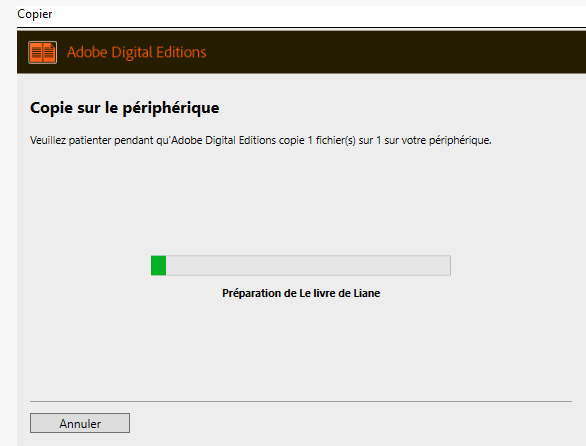 Copier
Adobe Digital Editions
Copie sur le périphérique
Veuillez patienter pendant qu'Adobe Digital Editions copie 1 fichier(s) sur 1 sur votre périphérique.
Préparation de Le livre de Liane
Annuler